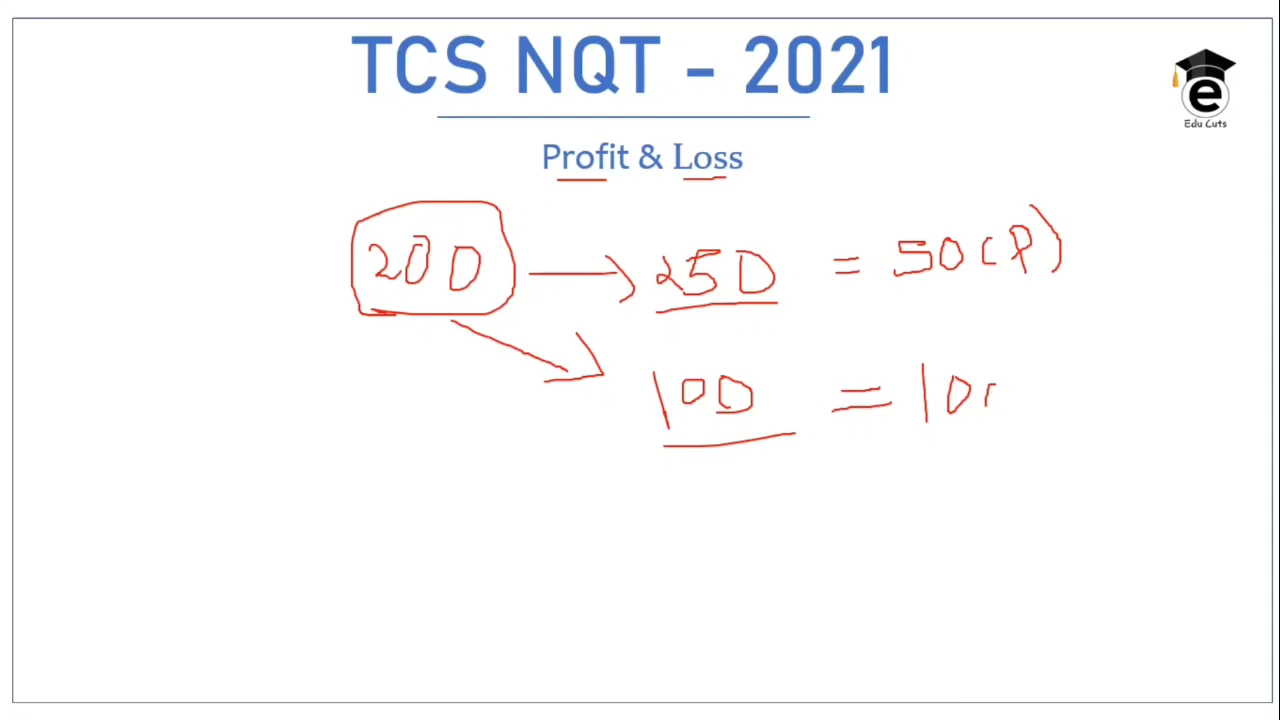 TCS NQT - 2021
e
Edu Cuts
Profit & Loss
200 → 250 = 50 (P)
100 = 10